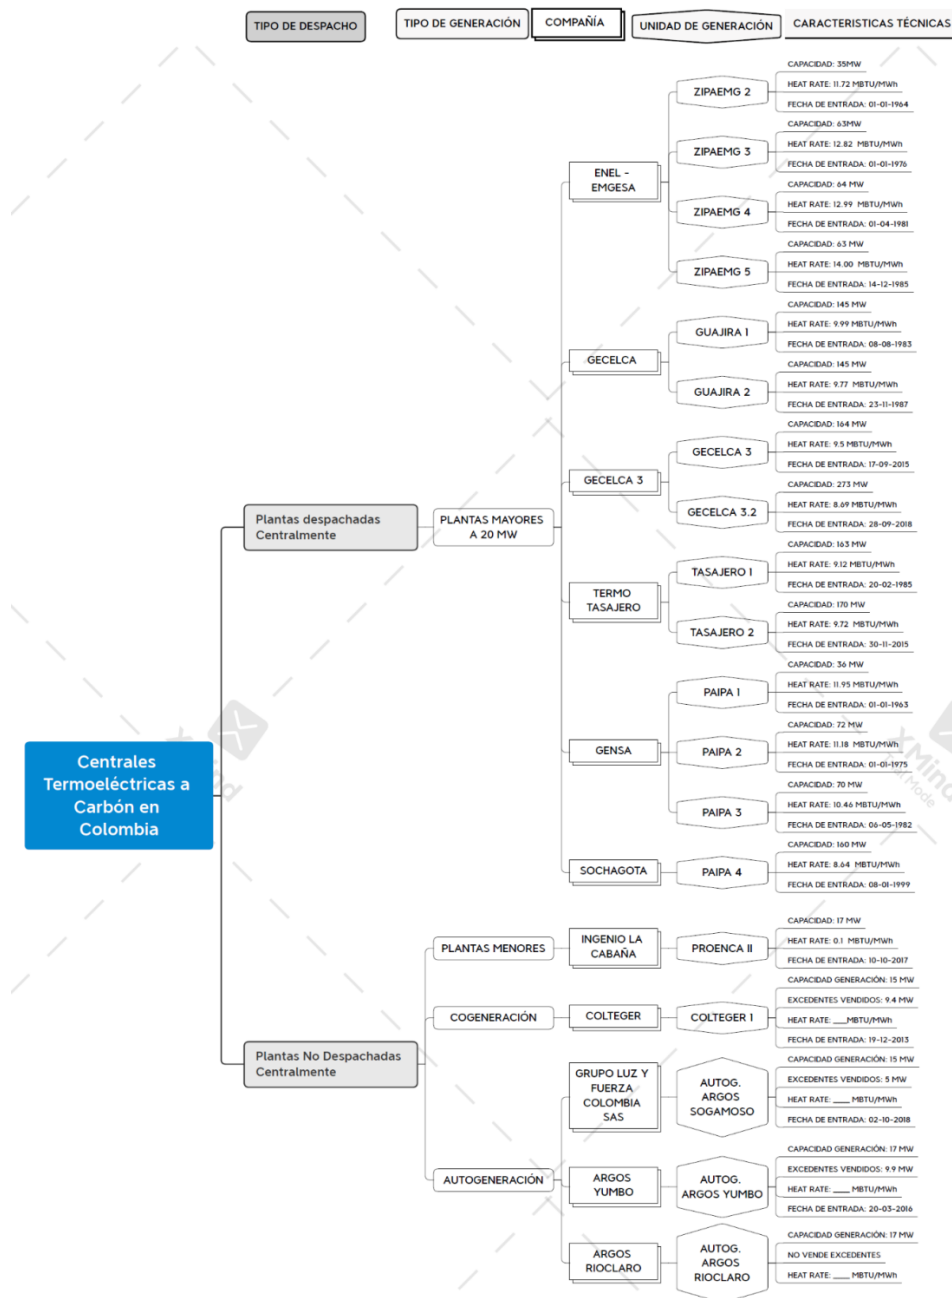 TIPO DE DESPACHO
TIPO DE GENERACIÓN
COMPAÑÍA
UNIDAD DE GENERACIÓN
CARACTERISTICAS TÉCNICAS
Centrales
Termoeléctricas a
Carbón en
Colombia
Plantas despachadas
Centralmente
PLANTAS MAYORES
A 20 MW
ENEL -
EMGESA
ZIPAEMG 2
CAPACIDAD: 35MW
HEAT RATE: 11.72 MBTU/MWh
FECHA DE ENTRADA: 01-01-1964
ZIPAEMG 3
CAPACIDAD: 63MW
HEAT RATE: 12.82 MBTU/MWh
FECHA DE ENTRADA: 01-01-1976
ZIPAEMG 4
CAPACIDAD: 64 MW
HEAT RATE: 12.99 MBTU/MWh
FECHA DE ENTRADA: 01-04-1981
ZIPAEMG 5
CAPACIDAD: 63 MW
HEAT RATE: 14.00 MBTU/MWh
FECHA DE ENTRADA: 14-12-1985
GECELCA
GUAJIRA 1
CAPACIDAD: 145 MW
HEAT RATE: 9.99 MBTU/MWh
FECHA DE ENTRADA: 08-08-1983
GUAJIRA 2
CAPACIDAD: 145 MW
HEAT RATE: 9.77 MBTU/MWh
FECHA DE ENTRADA: 23-11-1987
GECELCA 3
GECELCA 3
CAPACIDAD: 164 MW
HEAT RATE: 9.5 MBTU/MWh
FECHA DE ENTRADA: 17-09-2015
GECELCA 3.2
CAPACIDAD: 273 MW
HEAT RATE: 8.69 MBTU/MWh
FECHA DE ENTRADA: 28-09-2018
TERMO
TASAJERO
TASAJERO 1
CAPACIDAD: 163 MW
HEAT RATE: 9.12 MBTU/MWh
FECHA DE ENTRADA: 20-02-1985
TASAJERO 2
CAPACIDAD: 170 MW
HEAT RATE: 9.72 MBTU/MWh
FECHA DE ENTRADA: 30-11-2015
GENSA
PAIPA 1
CAPACIDAD: 36 MW
HEAT RATE: 11.95 MBTU/MWh
FECHA DE ENTRADA: 01-01-1963
PAIPA 2
CAPACIDAD: 72 MW
HEAT RATE: 11.18 MBTU/MWh
FECHA DE ENTRADA: 01-01-1975
PAIPA 3
CAPACIDAD: 70 MW
HEAT RATE: 10.46 MBTU/MWh
FECHA DE ENTRADA: 06-05-1982
SOCHAGOTA
PAIPA 4
CAPACIDAD: 160 MW
HEAT RATE: 8.64 MBTU/MWh
FECHA DE ENTRADA: 08-01-1999
Plantas No Despachadas
Centralmente
PLANTAS MENORES
INGENIO LA
CABAÑA
PROENCA II
CAPACIDAD: 17 MW
HEAT RATE: 0.1 MBTU/MWh
FECHA DE ENTRADA: 10-10-2017
COGENERACIÓN
COLTEGER
COLTEGER 1
CAPACIDAD GENERACIÓN: 15 MW
EXCEDENTES VENDIDOS: 9.4 MW
HEAT RATE: ___MBTU/MWh
FECHA DE ENTRADA: 19-12-2013
AUTOGENERACIÓN
GRUPO LUZ Y
FUERZA
COLOMBIA
SAS
AUTOG.
ARGOS
SOGAMOSO
CAPACIDAD GENERACIÓN: 15 MW
EXCEDENTES VENDIDOS: 5 MW
HEAT RATE: ____ MBTU/MWh
FECHA DE ENTRADA: 02-10-2018
ARGOS
YUMBO
AUTOG.
ARGOS YUMBO
CAPACIDAD GENERACIÓN: 17 MW
EXCEDENTES VENDIDOS: 9.9 MW
HEAT RATE: ____ MBTU/MWh
FECHA DE ENTRADA: 20-03-2016
ARGOS
RIOCLARO
AUTOG.
ARGOS
RIOCLARO
CAPACIDAD GENERACIÓN: 17 MW
NO VENDE EXCEDENTES
HEAT RATE: ____ MBTU/MWh
XMind
Trial Mode